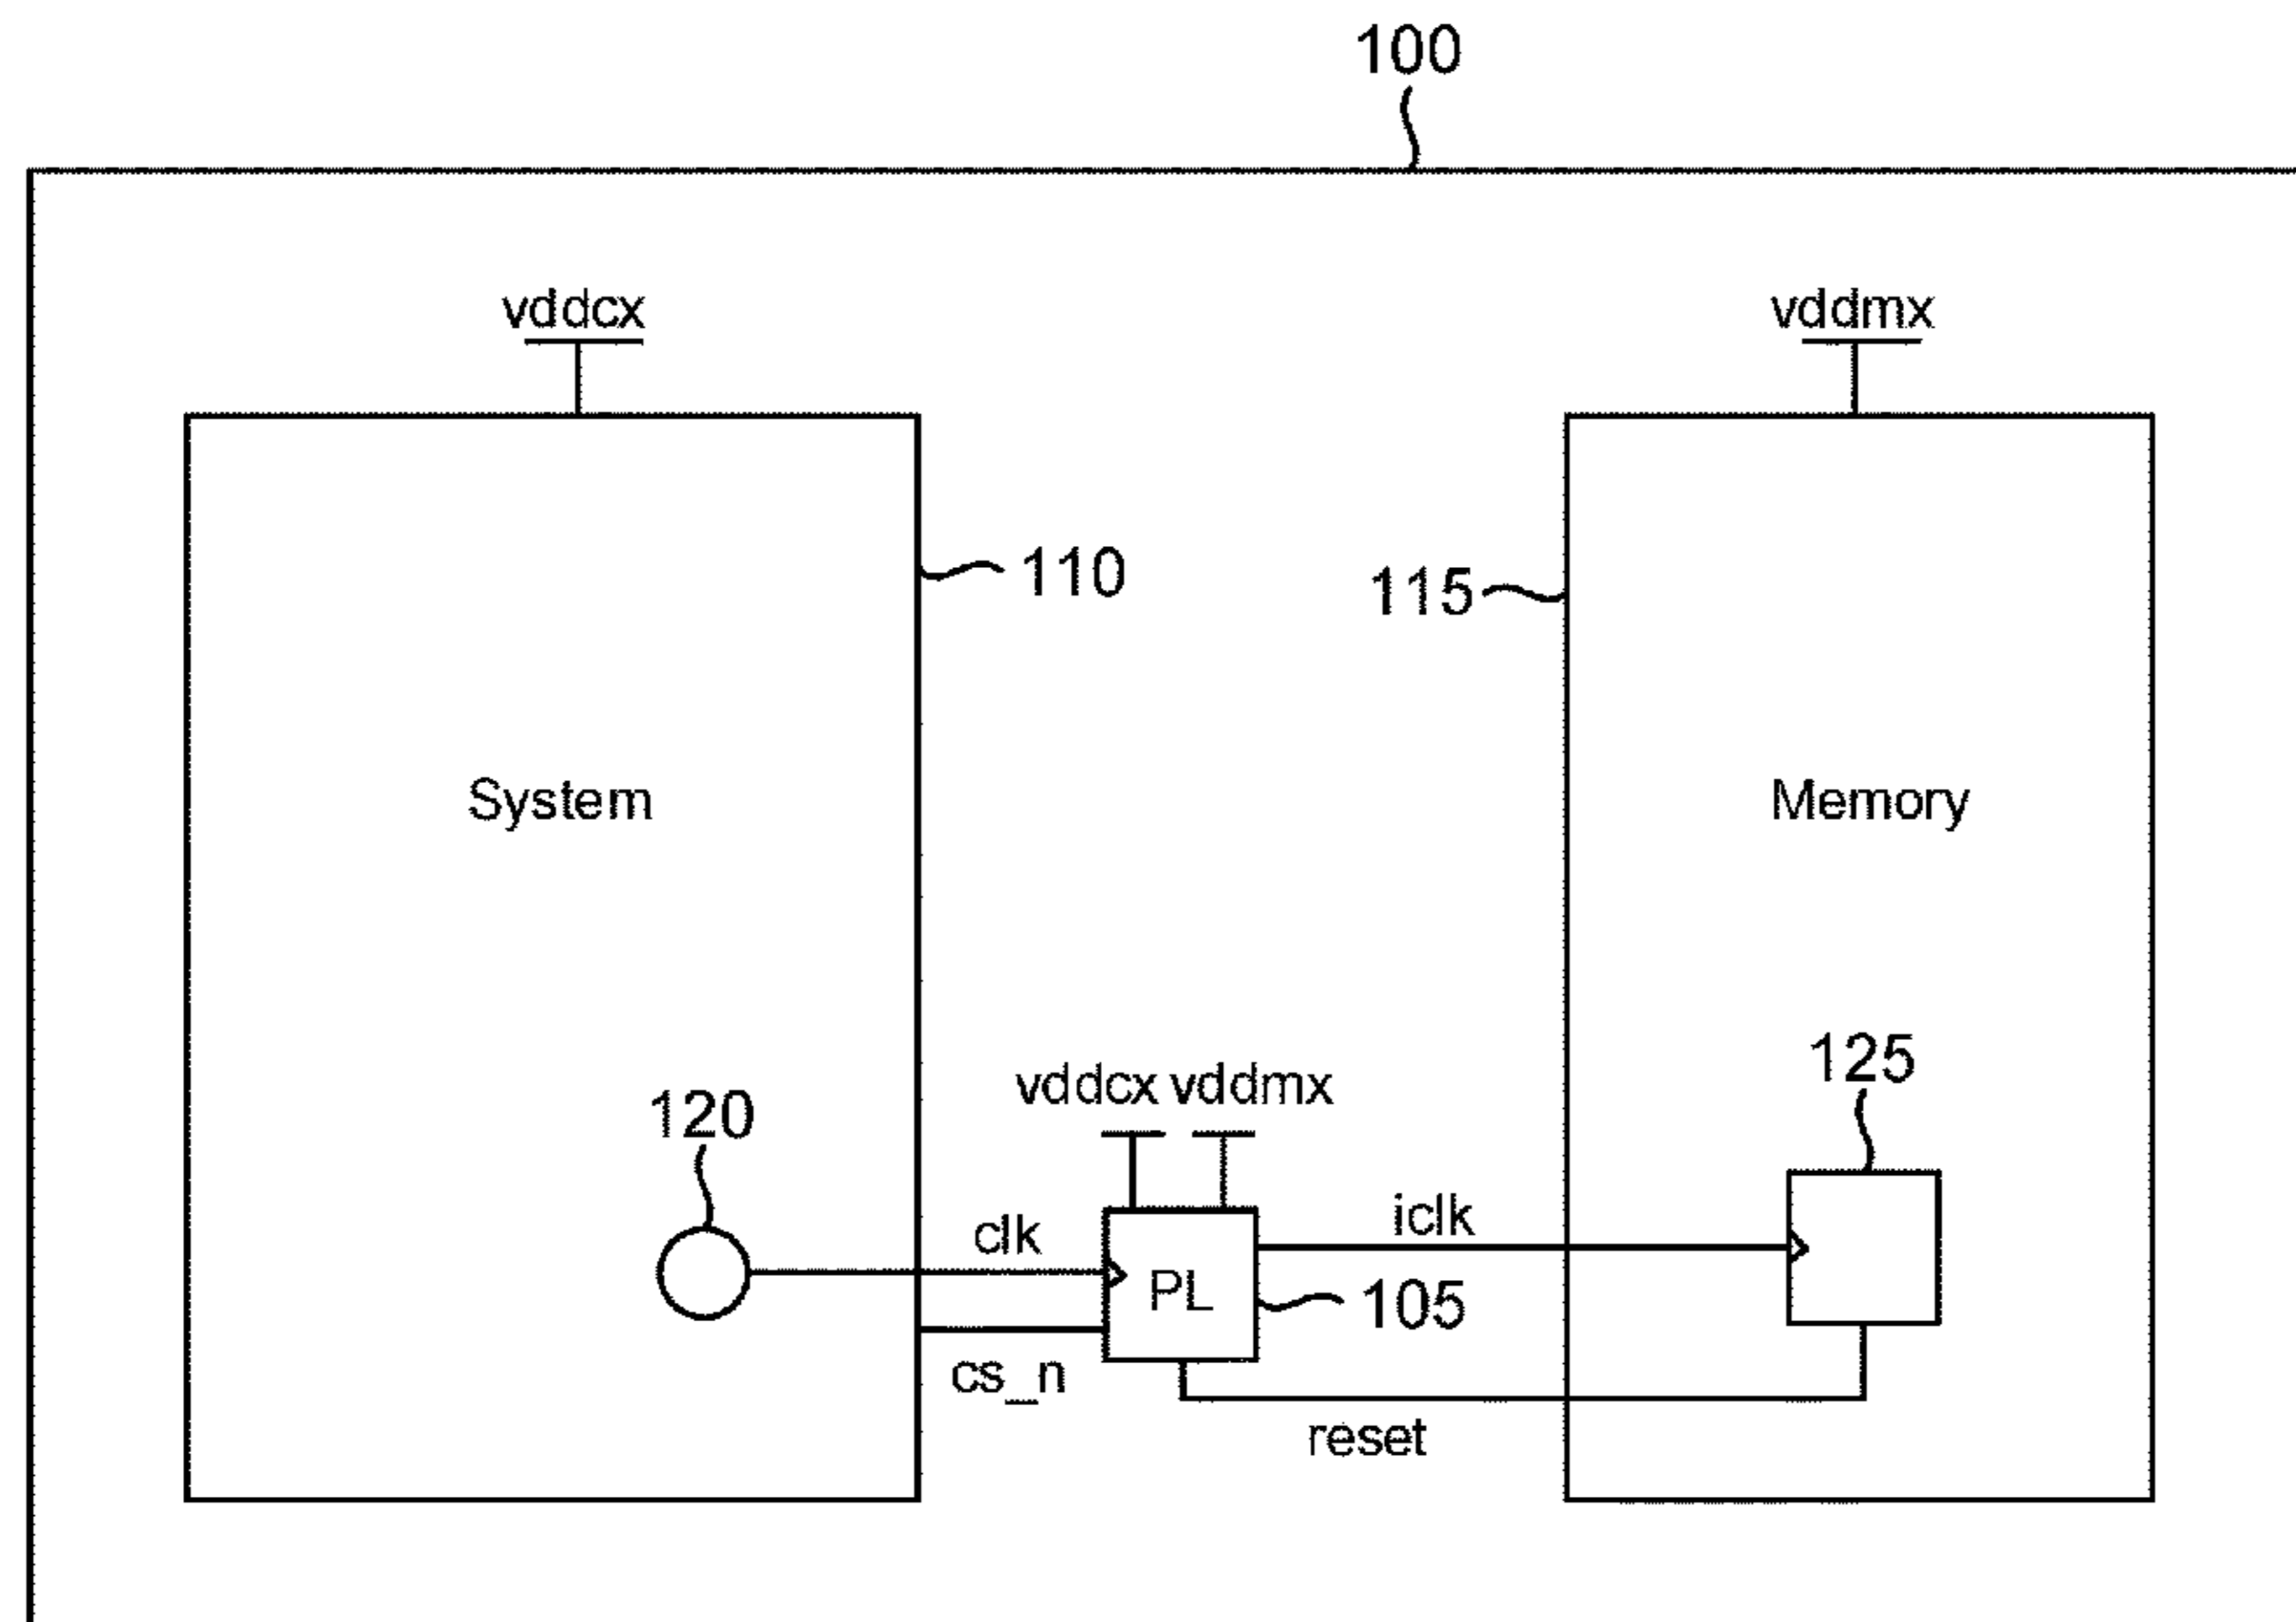 100
vddcx
vddmx
110
115
System
Memory
125
vddcx vddmx
120
clk
iclk
PL
105
cs_n
reset